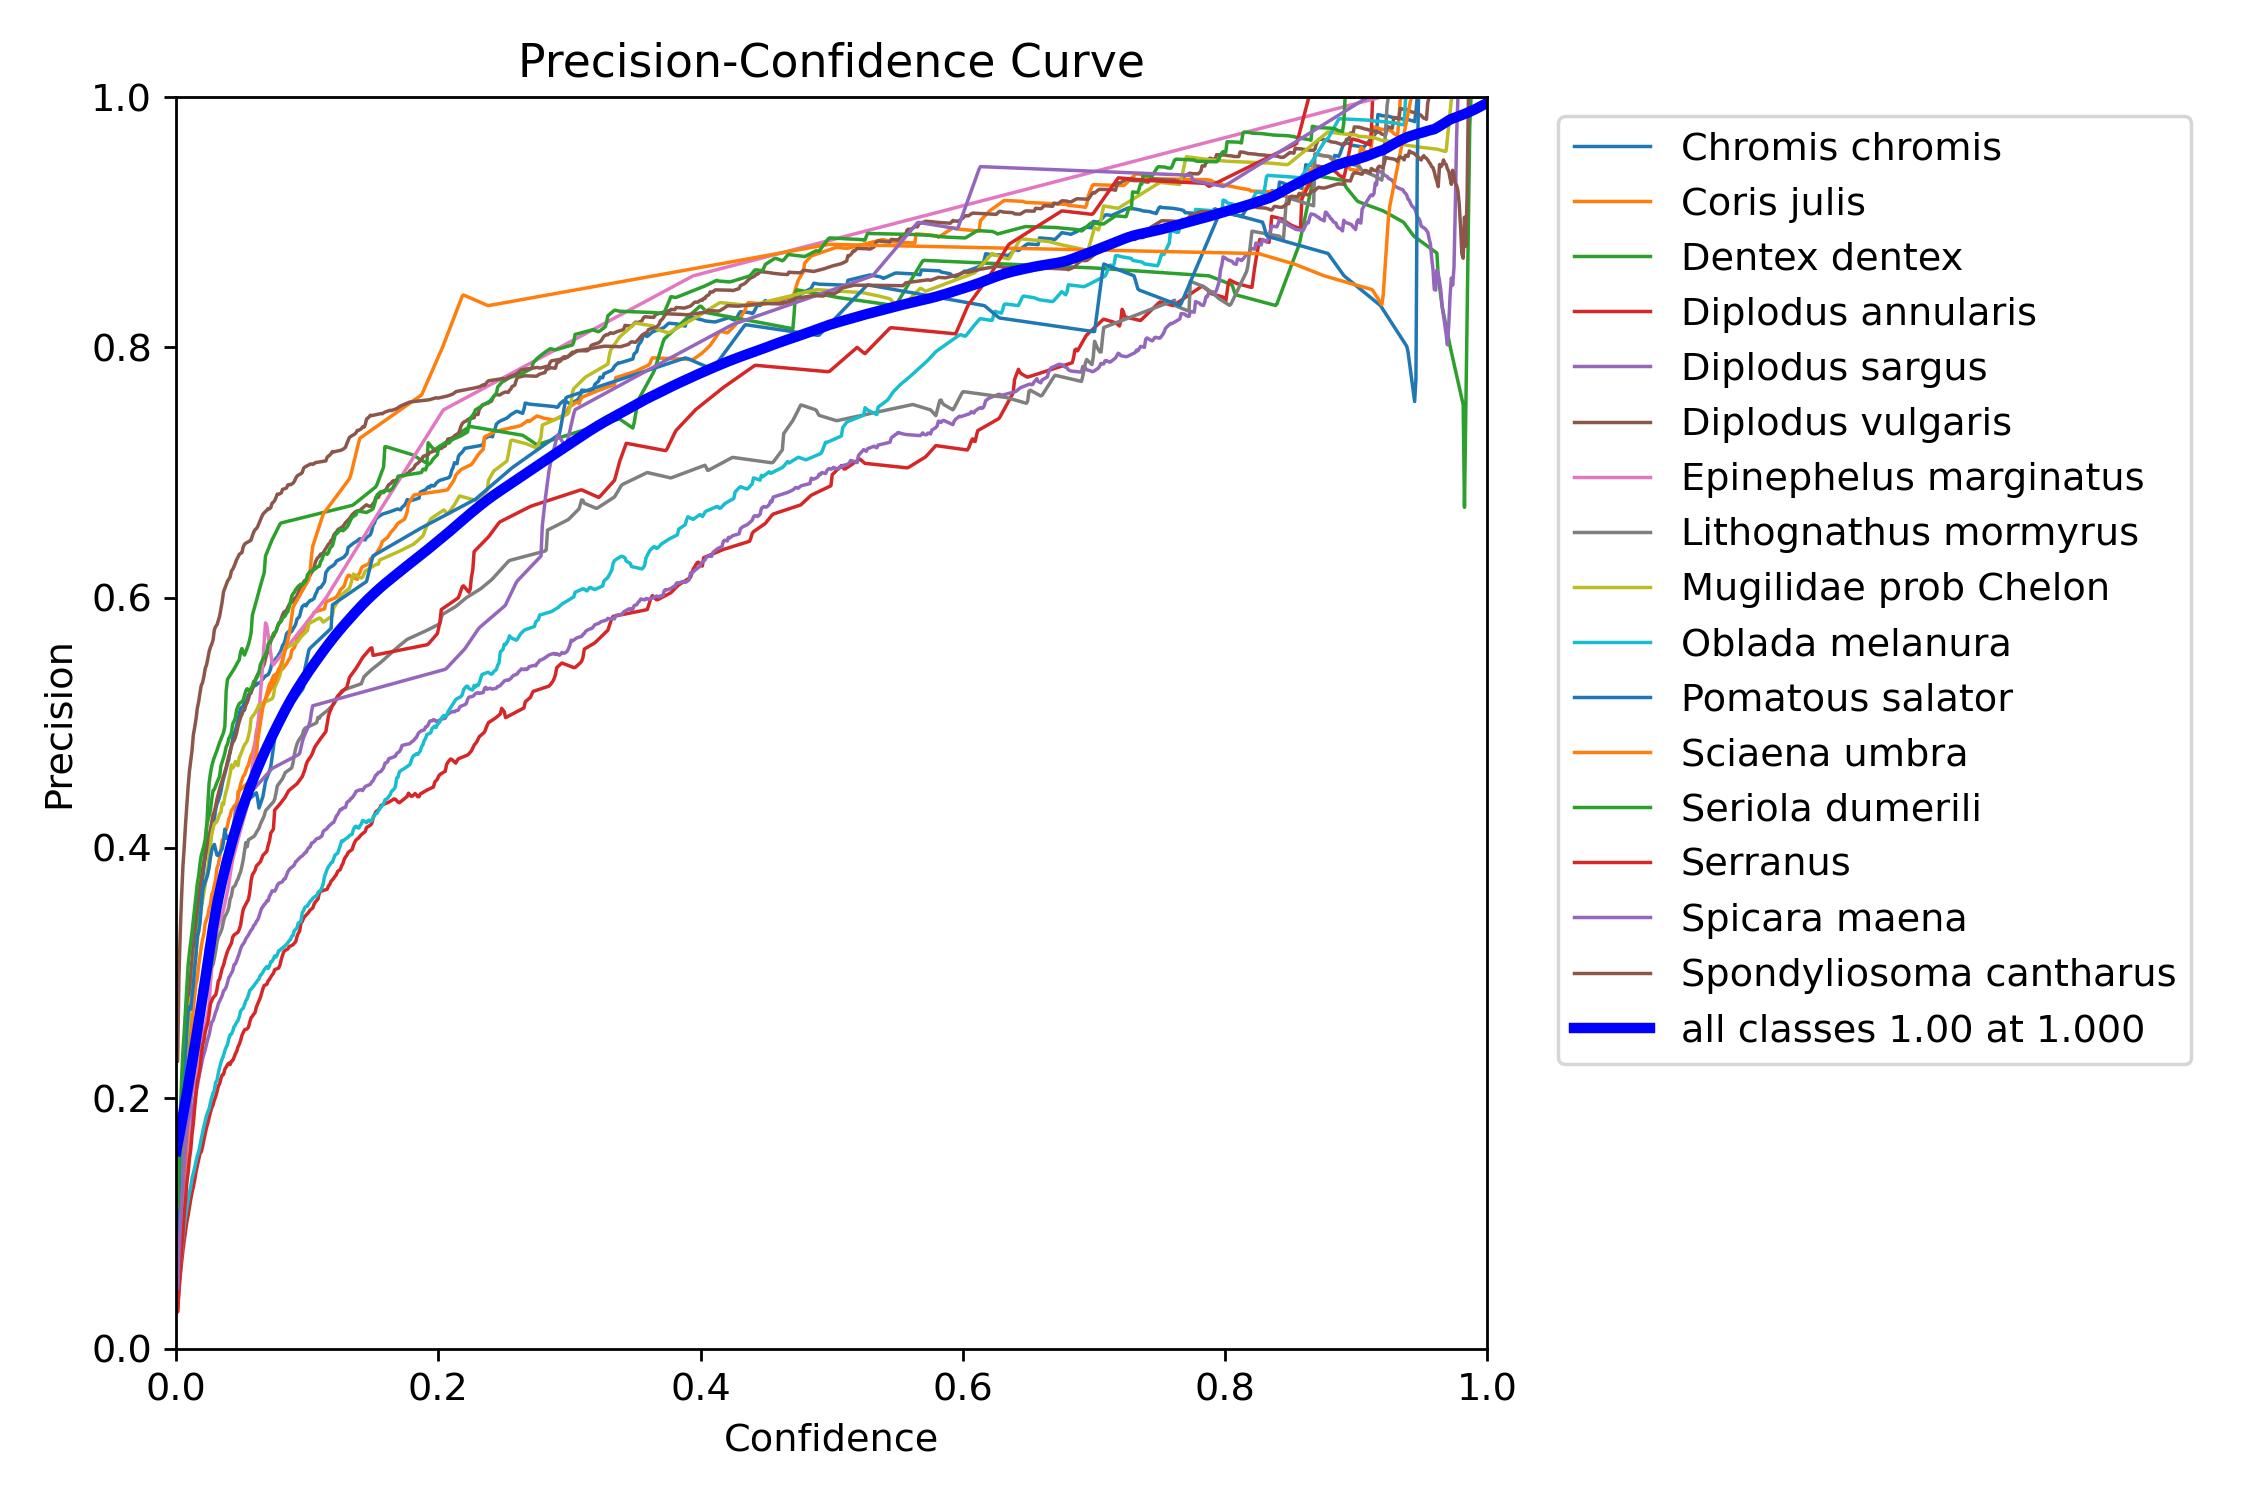 Precision-Confidence Curve
1.0
0.8
0.6
0.4
0.2
0.0
Precision
0.0 0.2 0.4 0.6 0.8 1.0
Confidence
Chromis chromis
Coris julis
Dentex dentex
Diplodus annularis
Diplodus sargus
Diplodus vulgaris
Epinephelus marginatus
Lithognathus mormyrus
Mugilidae prob Chelon
Oblada melanura
Pomatous salator
Sciaena umbra
Seriola dumerili
Serranus
Spicara maena
Spondyliosoma cantharus
all classes 1.00 at 1.000